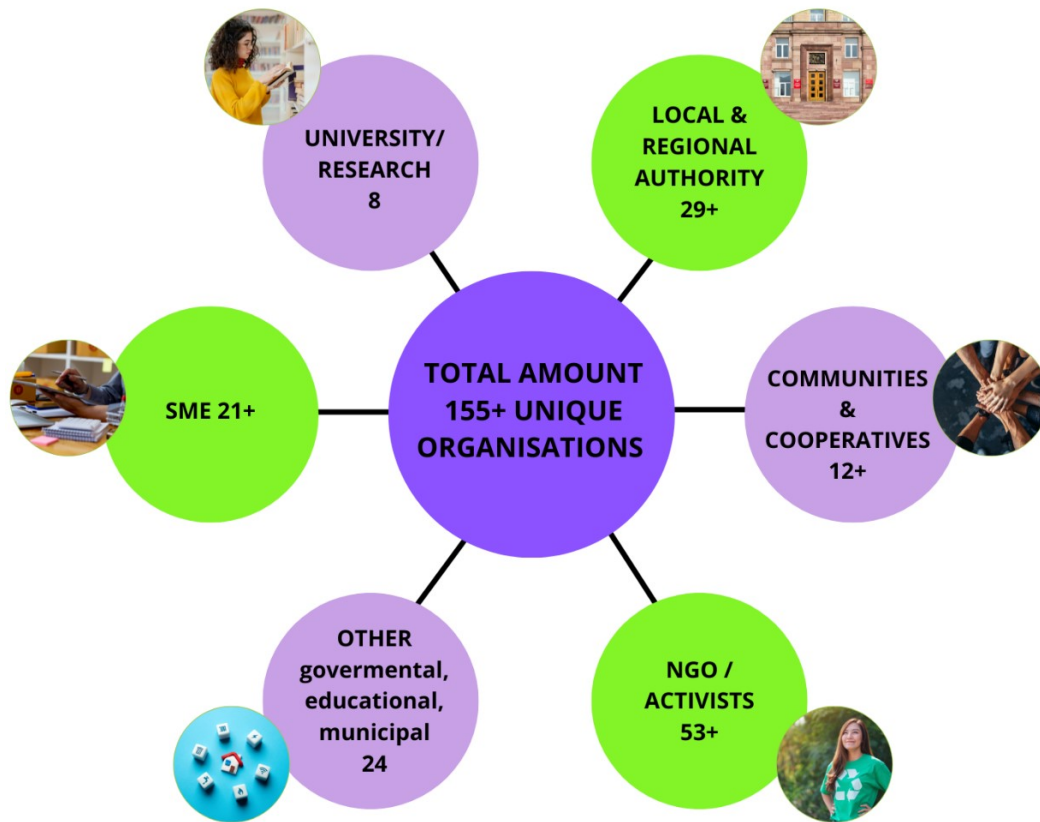 UNIVERSITY/
RESEARCH
8
LOCAL &
REGIONAL
AUTHORITY
29+
SME 21+
TOTAL AMOUNT
155+ UNIQUE
ORGANISATIONS
COMMUNITIES
&
COOPERATIVES
12+
OTHER
govermental,
educational,
municipal
24
NGO /
ACTIVISTS
53+